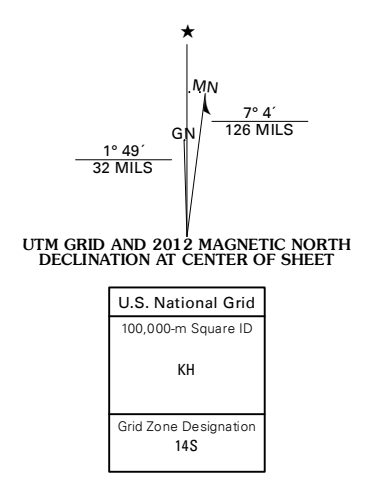 ★
MN
GN
7° 4´
126 MILS
1° 49´
32 MILS
UTM GRID AND 2012 MAGNETIC NORTH
DECLINATION AT CENTER OF SHEET
U.S. National Grid
100,000-m Square ID
KH
Grid Zone Designation
14S